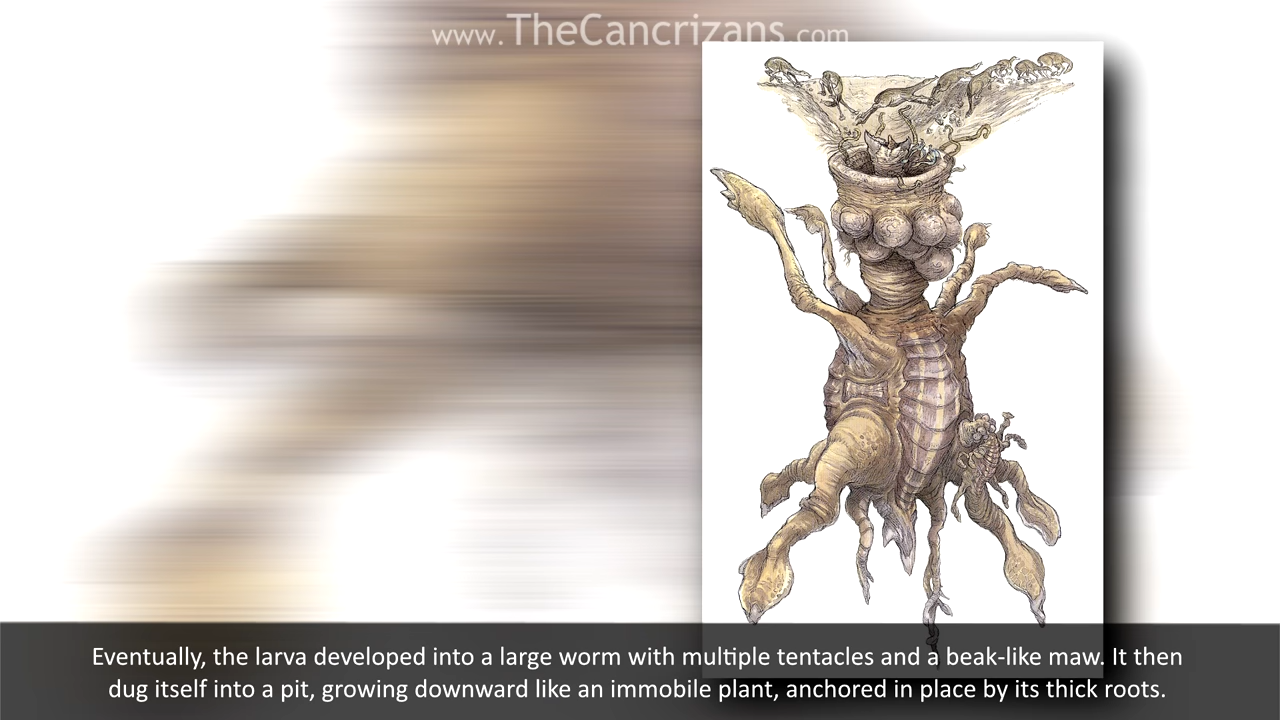 www.TheCancrizans.com
Eventually, the larva developed into a large worm with multiple tentacles and a beak-like maw. It then
dug itself into a pit, growing downward like an immobile plant, anchored in place by its thick roots.